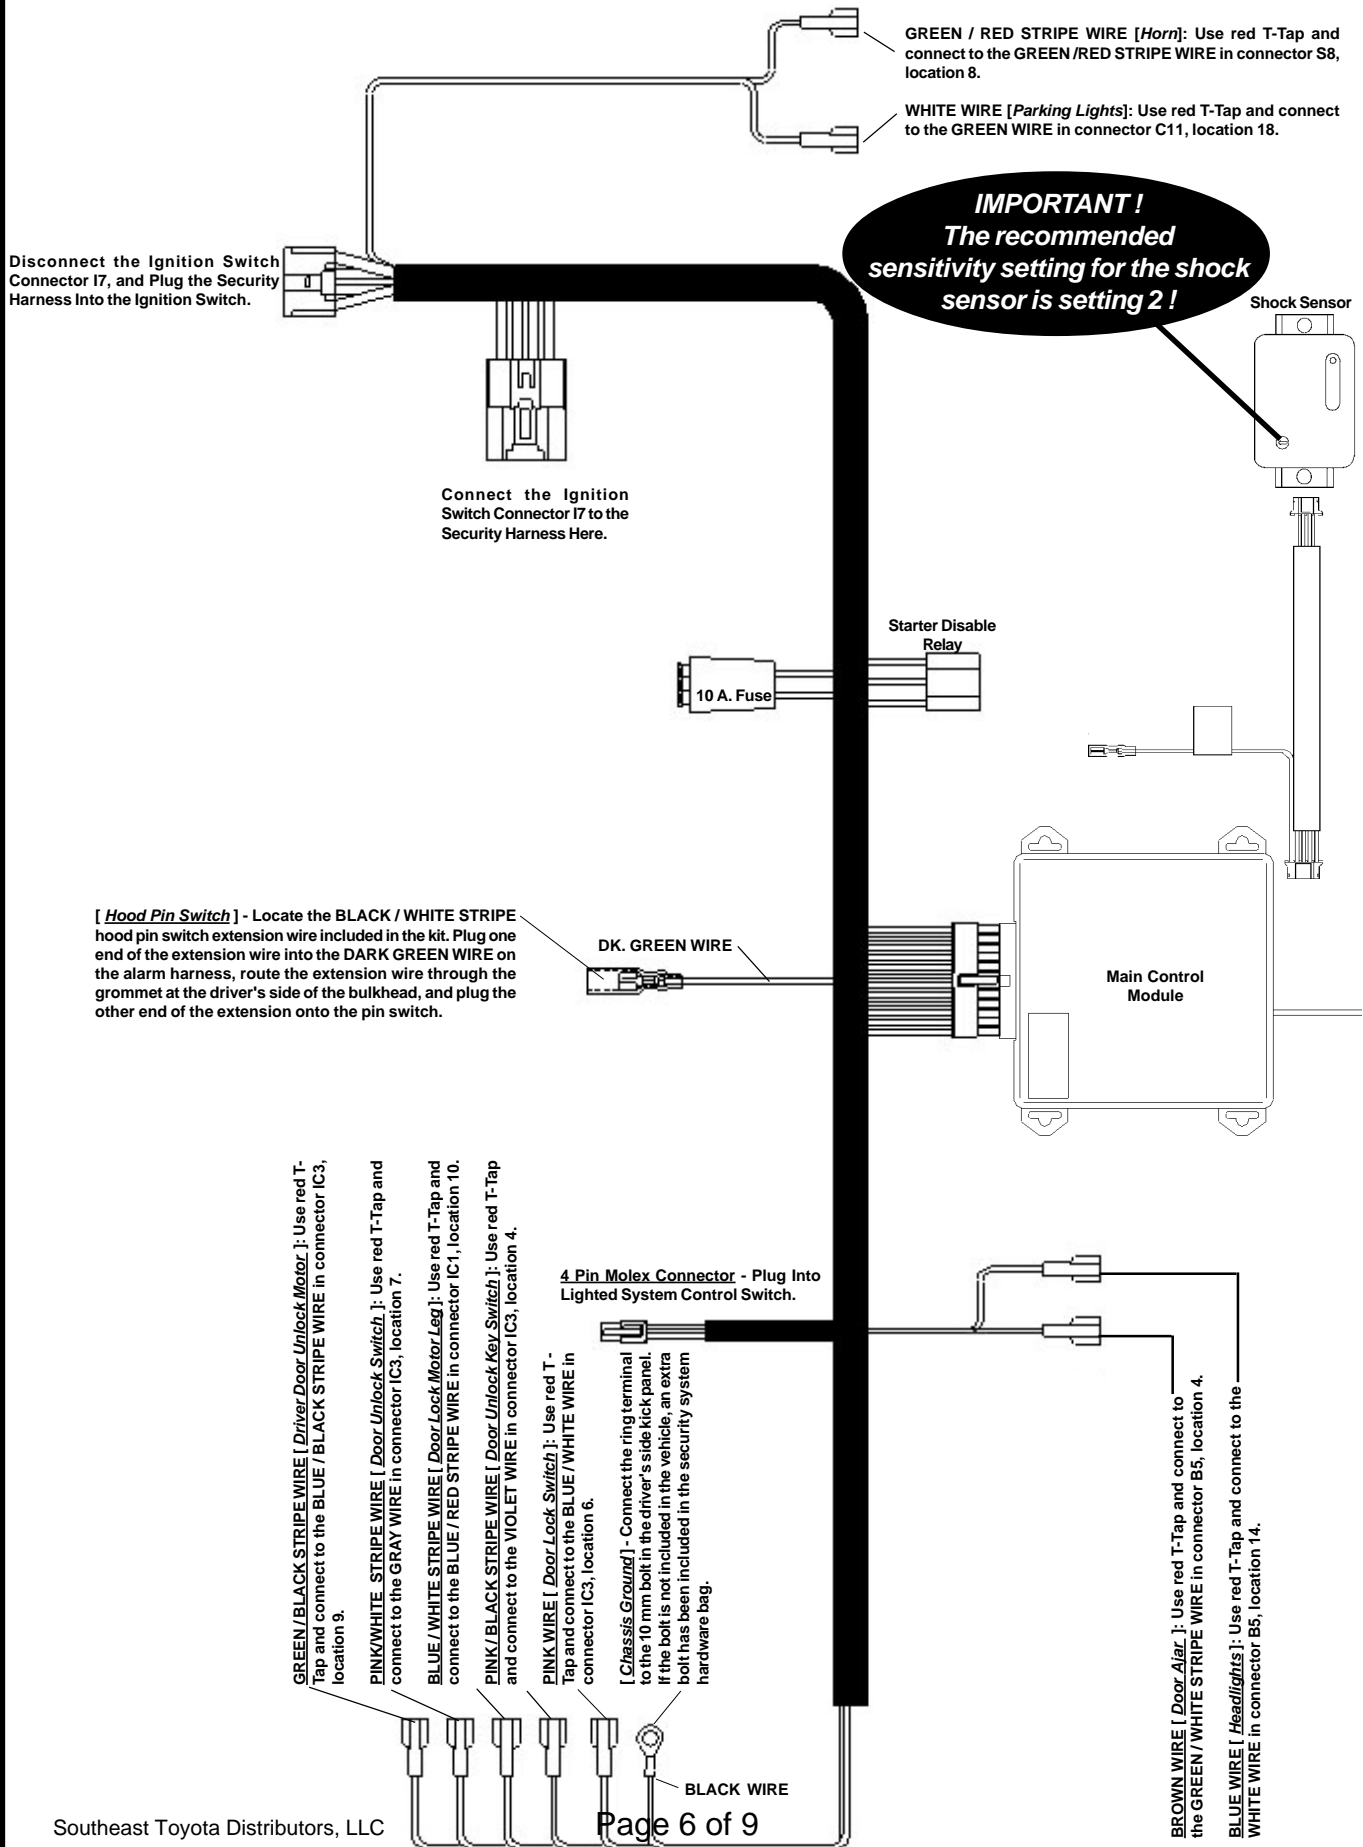 GREEN / RED STRIPE WIRE [Horn]: Use red T-Tap and
connect to the GREEN /RED STRIPE WIRE in connector S8,
location 8.
WHITE WIRE [Parking Lights]: Use red T-Tap and connect
to the GREEN WIRE in connector C11, location 18.
IMPORTANT !
The recommended
sensitivity setting for the shock
sensor is setting 2 !
Disconnect the Ignition Switch
Connector I7, and Plug the Security
Harness Into the Ignition Switch.
Shock Sensor
Connect the Ignition
Switch Connector I7 to the
Security Harness Here.
Starter Disable
Relay
10 A. Fuse
[ Hood Pin Switch ] - Locate the BLACK / WHITE STRIPE
hood pin switch extension wire included in the kit. Plug one
end of the extension wire into the DARK GREEN WIRE on
the alarm harness, route the extension wire through the
grommet at the driver's side of the bulkhead, and plug the
other end of the extension onto the pin switch.
DK. GREEN WIRE
Main Control
Module
GREEN / BLACK STRIPE WIRE [ Driver Door Unlock Motor ]: Use red T-
Tap and connect to the BLUE / BLACK STRIPE WIRE in connector IC3,
location 9.
PINK/WHITE STRIPE WIRE [ Door Unlock Switch ]: Use red T-Tap and
connect to the GRAY WIRE in connector IC3, location 7.
BLUE / WHITE STRIPE WIRE [ Door Lock Motor Leg ]: Use red T-Tap and
connect to the BLUE / RED STRIPE WIRE in connector IC1, location 10.
PINK / BLACK STRIPE WIRE [ Door Unlock Key Switch ]: Use red T-Tap
and connect to the VIOLET WIRE in connector IC3, location 4.
PINK WIRE [ Door Lock Switch ]: Use red T -
Tap and connect to the BLUE / WHITE WIRE in
connector IC3, location 6.
[ Chassis Ground ] - Connect the ring terminal
to the 10 mm bolt in the driver's side kick panel.
If the bolt is not included in the vehicle, an extra
bolt has been included in the security system
hardware bag.
4 Pin Molex Connector - Plug Into
Lighted System Control Switch.
BROWN WIRE [ Door Ajar ]: Use red T-Tap and connect to
the GREEN / WHITE STRIPE WIRE in connector B5, location 4.
BLUE WIRE [ Headlights ]: Use red T-Tap and connect to the
WHITE WIRE in connector B5, location 14.
BLACK WIRE
Southeast Toyota Distributors, LLC
Page 6 of 9